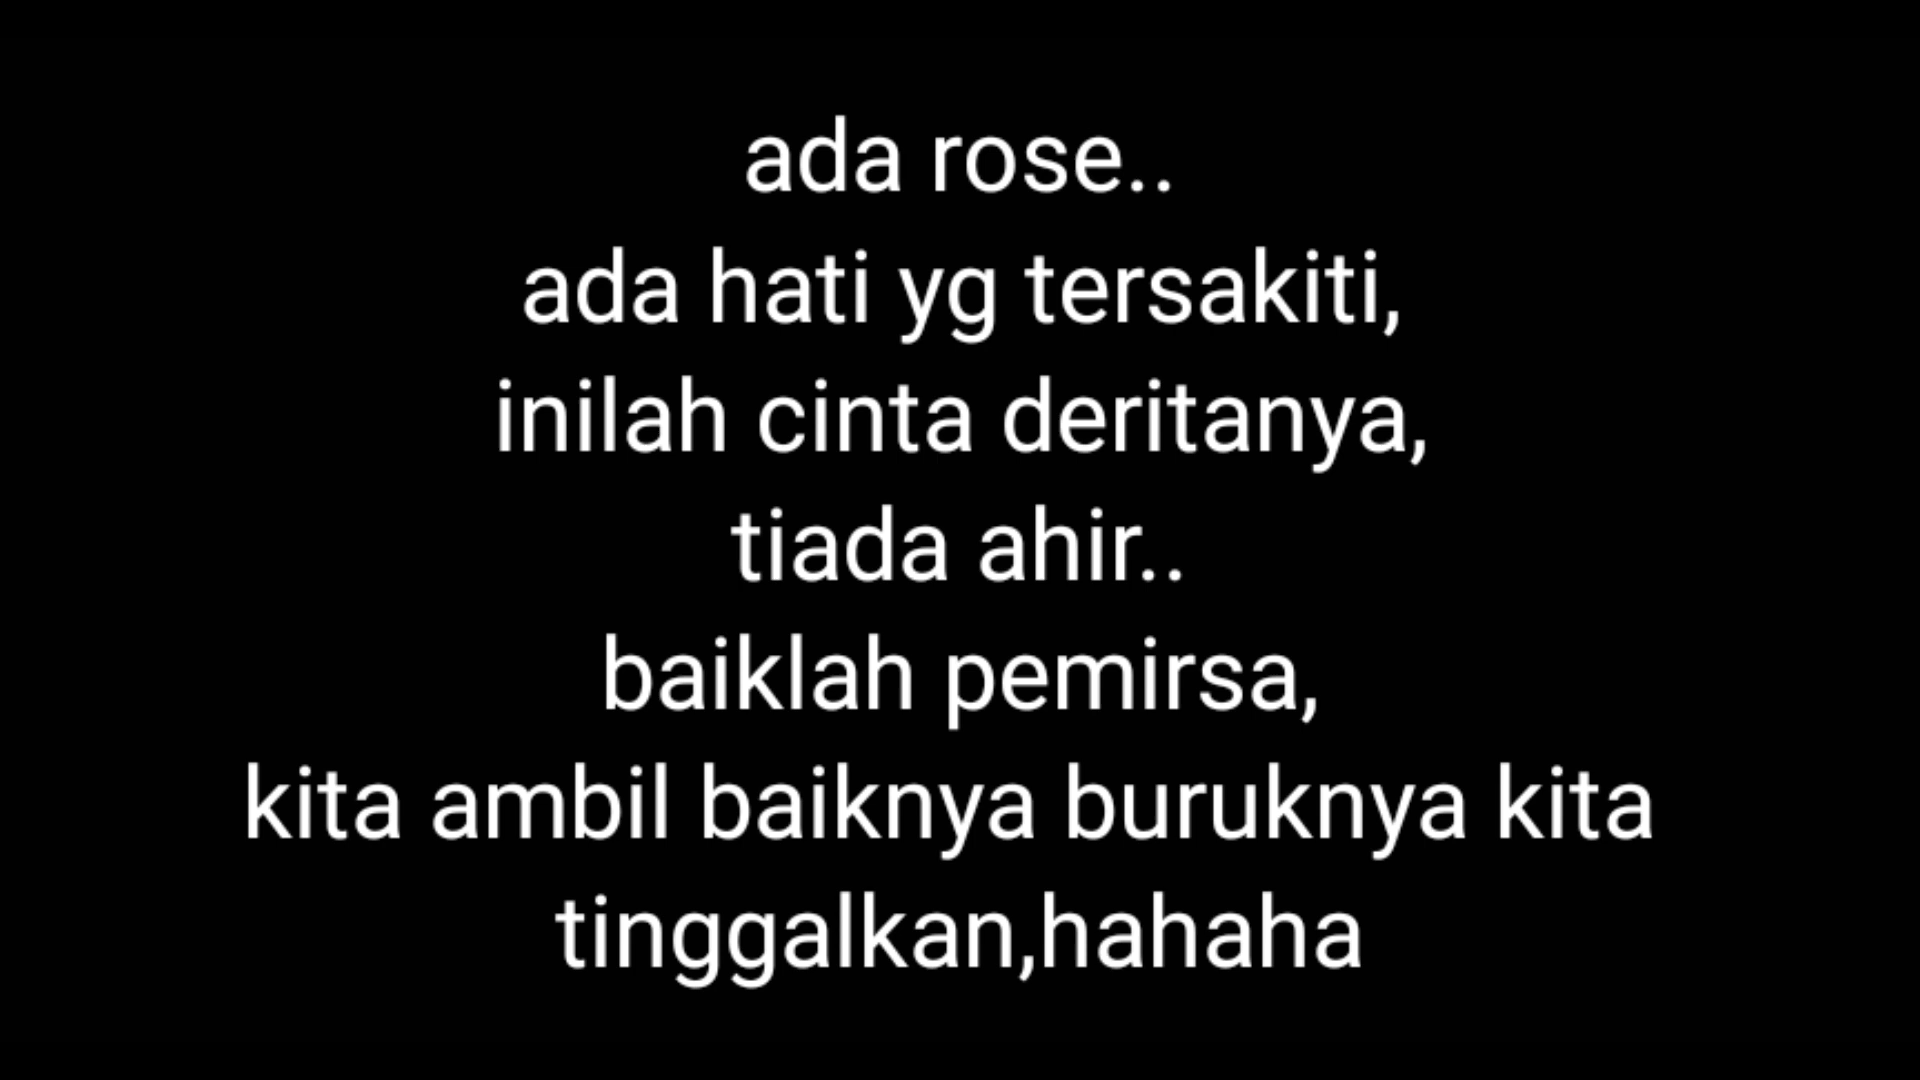 ada rose..
ada hati yg tersakiti,
inilah cinta deritanya,
tiada ahir..
baiklah pemirsa,
kita ambil baiknya buruknya kita
tinggalkan,hahaha